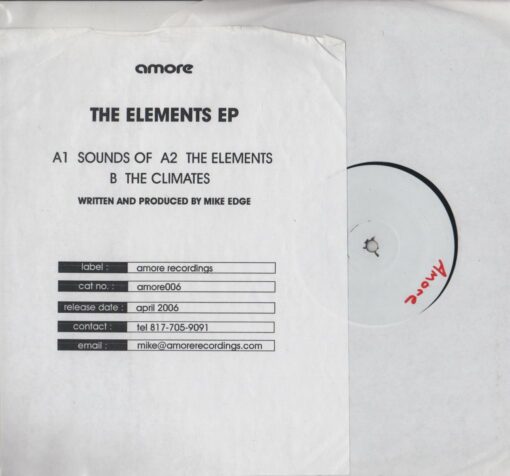 amore
THE ELEMENTS EP
A1 SOUNDS OF A2 THE ELEMENTS
B THE CLIMATES
WRITTEN AND PRODUCED BY MIKE EDGE
label : amore recordings
cat no. : amore006
release date : april 2006
contact : tel 817-705-9091
email : mike@amorerecordings.com
Amore